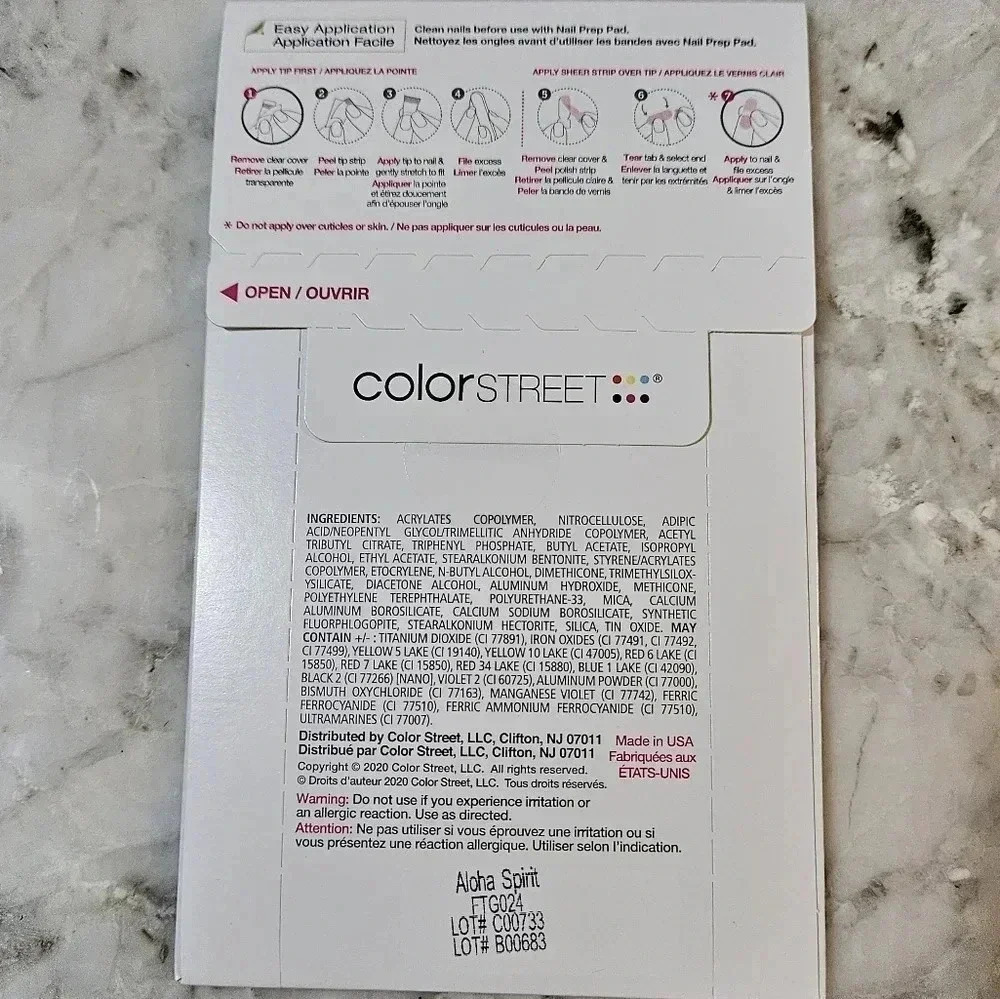 Easy Application
Application Facile
Clean nails before use with Nail Prep Pad.
Nettoyez les ongles avant d'utiliser les bandes avec Nail Prep Pad.
APPLY TIP FIRST / APPLIQUEZ LA POINTE
APPLY SHEER STRIP OVER TIP / APPLIQUEZ LE VERNIS CLAIR
1
2
3
4
5
6
* 7
Remove clear cover
Retirer la pellicule
transparente
Peel tip strip
Peler la pointe
Apply tip to nail &
gently stretch to fit
Appliquer la pointe
et étirez doucement
afin d'épouser l'ongle
File excess
Limer l'excès
Remove clear cover &
Peel polish strip
Retirer la pellicule claire &
Peler la bande de vernis
Tear tab & select end
Enlever la languette et
tenir par les extrémités
Apply to nail &
file excess
Appliquer sur l'ongle
& limer l'excès
* Do not apply over cuticles or skin. / Ne pas appliquer sur les cuticules ou la peau.
OPEN / OUVRIR
colorSTREET®
INGREDIENTS: ACRYLATES COPOLYMER, NITROCELLULOSE, ADIPIC
ACID/NEOPENTYL GLYCOL/TRIMELLITIC ANHYDRIDE COPOLYMER, ACETYL
TRIBUTYL CITRATE, TRIPHENYL PHOSPHATE, BUTYL ACETATE, ISOPROPYL
ALCOHOL, ETHYL ACETATE, STEARALKONIUM BENTONITE, STYRENE/ACRYLATES
COPOLYMER, ETOCRYLENE, N-BUTYL ALCOHOL, DIMETHICONE, TRIMETHYLSILOX-
YSILICATE, DIACETONE ALCOHOL, ALUMINUM HYDROXIDE, METHICONE,
POLYETHYLENE TEREPHTHALATE, POLYURETHANE-33, MICA, CALCIUM
ALUMINUM BOROSILICATE, CALCIUM SODIUM BOROSILICATE, SYNTHETIC
FLUORPHLOGOPITE, STEARALKONIUM HECTORITE, SILICA, TIN OXIDE. MAY
CONTAIN +/- : TITANIUM DIOXIDE (CI 77891), IRON OXIDES (CI 77491, CI 77492,
CI 77499), YELLOW 5 LAKE (CI 19140), YELLOW 10 LAKE (CI 47005), RED 6 LAKE (CI
15850), RED 7 LAKE (CI 15850), RED 34 LAKE (CI 15880), BLUE 1 LAKE (CI 42090),
BLACK 2 (CI 77266) [NANO], VIOLET 2 (CI 60725), ALUMINUM POWDER (CI 77000),
BISMUTH OXYCHLORIDE (CI 77163), MANGANESE VIOLET (CI 77742), FERRIC
FERROCYANIDE (CI 77510), FERRIC AMMONIUM FERROCYANIDE (CI 77510),
ULTRAMARINES (CI 77007).
Distributed by Color Street, LLC, Clifton, NJ 07011
Distribué par Color Street, LLC, Clifton, NJ 07011
Made in USA
Fabriquées aux
ÉTATS-UNIS
Copyright © 2020 Color Street, LLC. All rights reserved.
© Droits d'auteur 2020 Color Street, LLC. Tous droits réservés.
Warning: Do not use if you experience irritation or
an allergic reaction. Use as directed.
Attention: Ne pas utiliser si vous éprouvez une irritation ou si
vous présentez une réaction allergique. Utiliser selon l'indication.
Aloha Spirit
FTG024
LOT# C00733
LOT# B00683